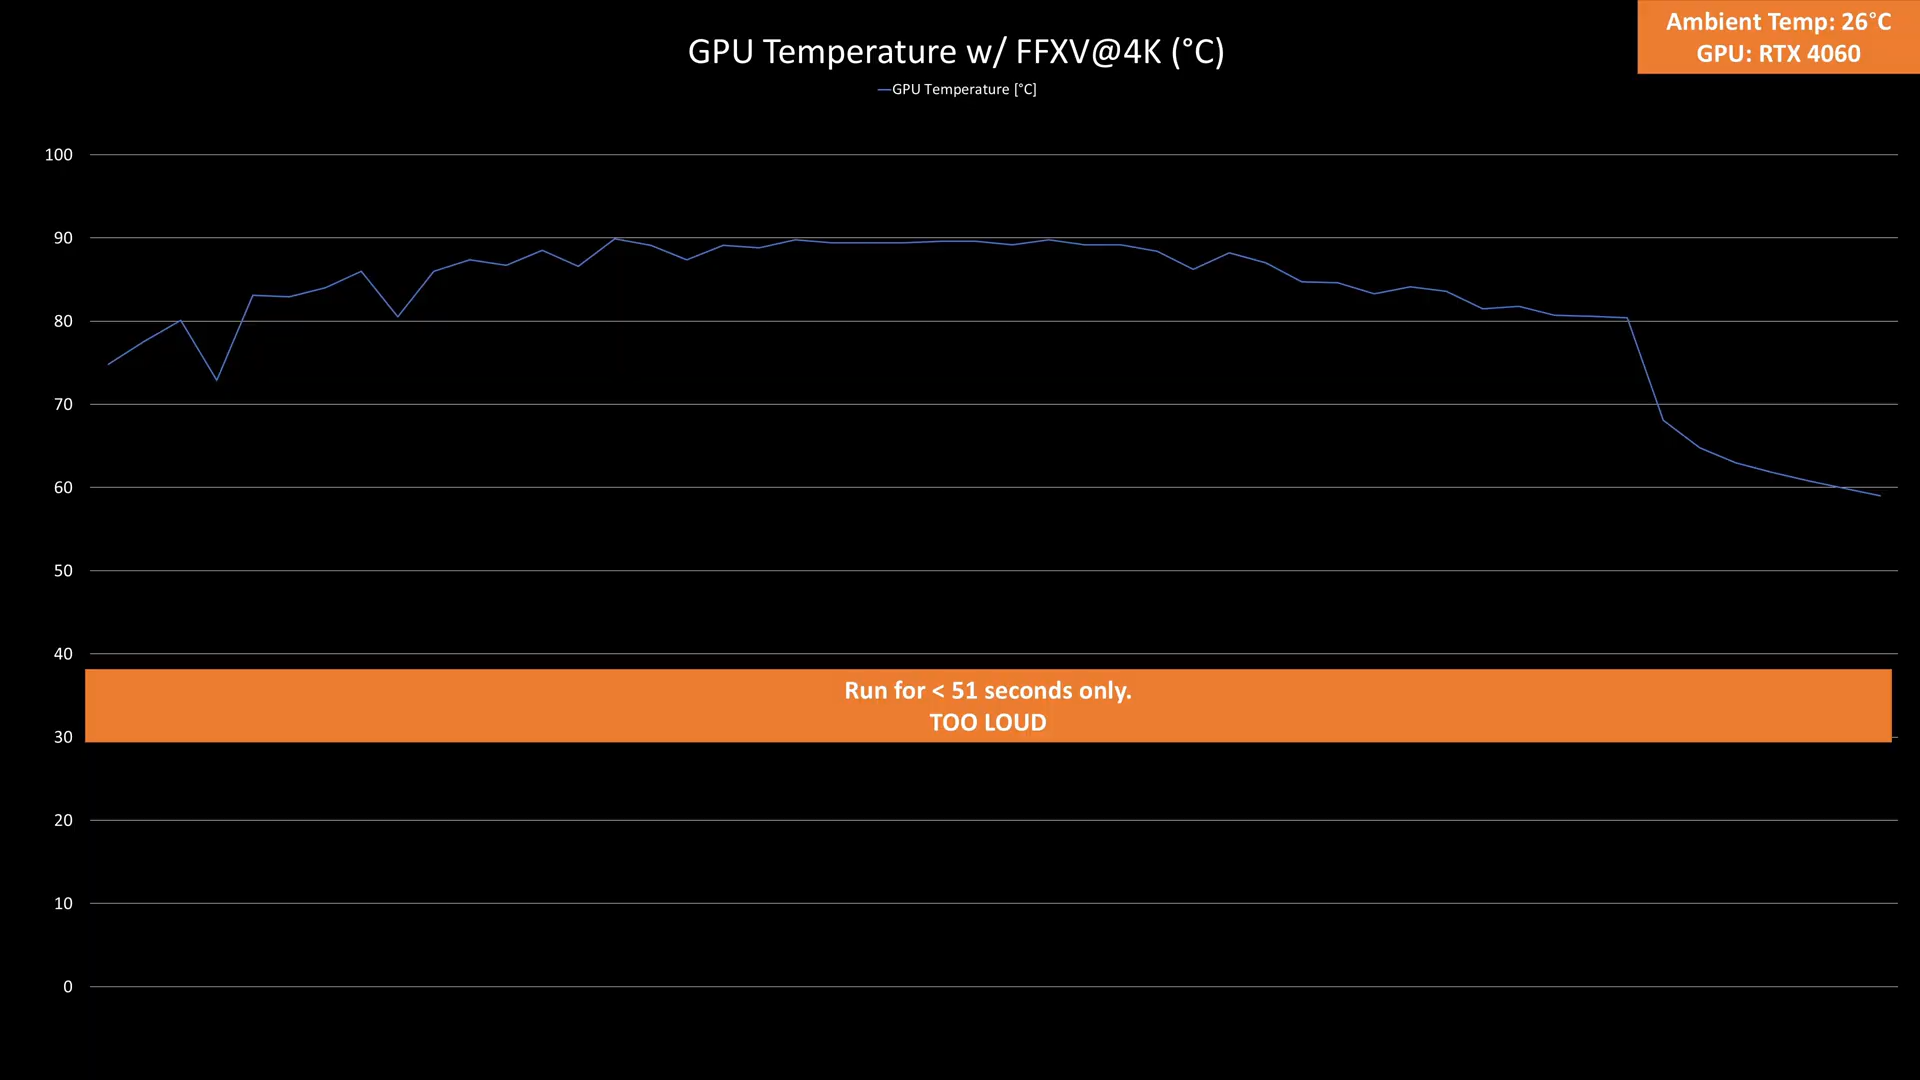 Ambient Temp: 26°C
GPU: RTX 4060
GPU Temperature w/ FFXV@4K (°C)
GPU Temperature [°C]
100
90
80
70
60
50
40
Run for < 51 seconds only.
TOO LOUD
30
20
10
0